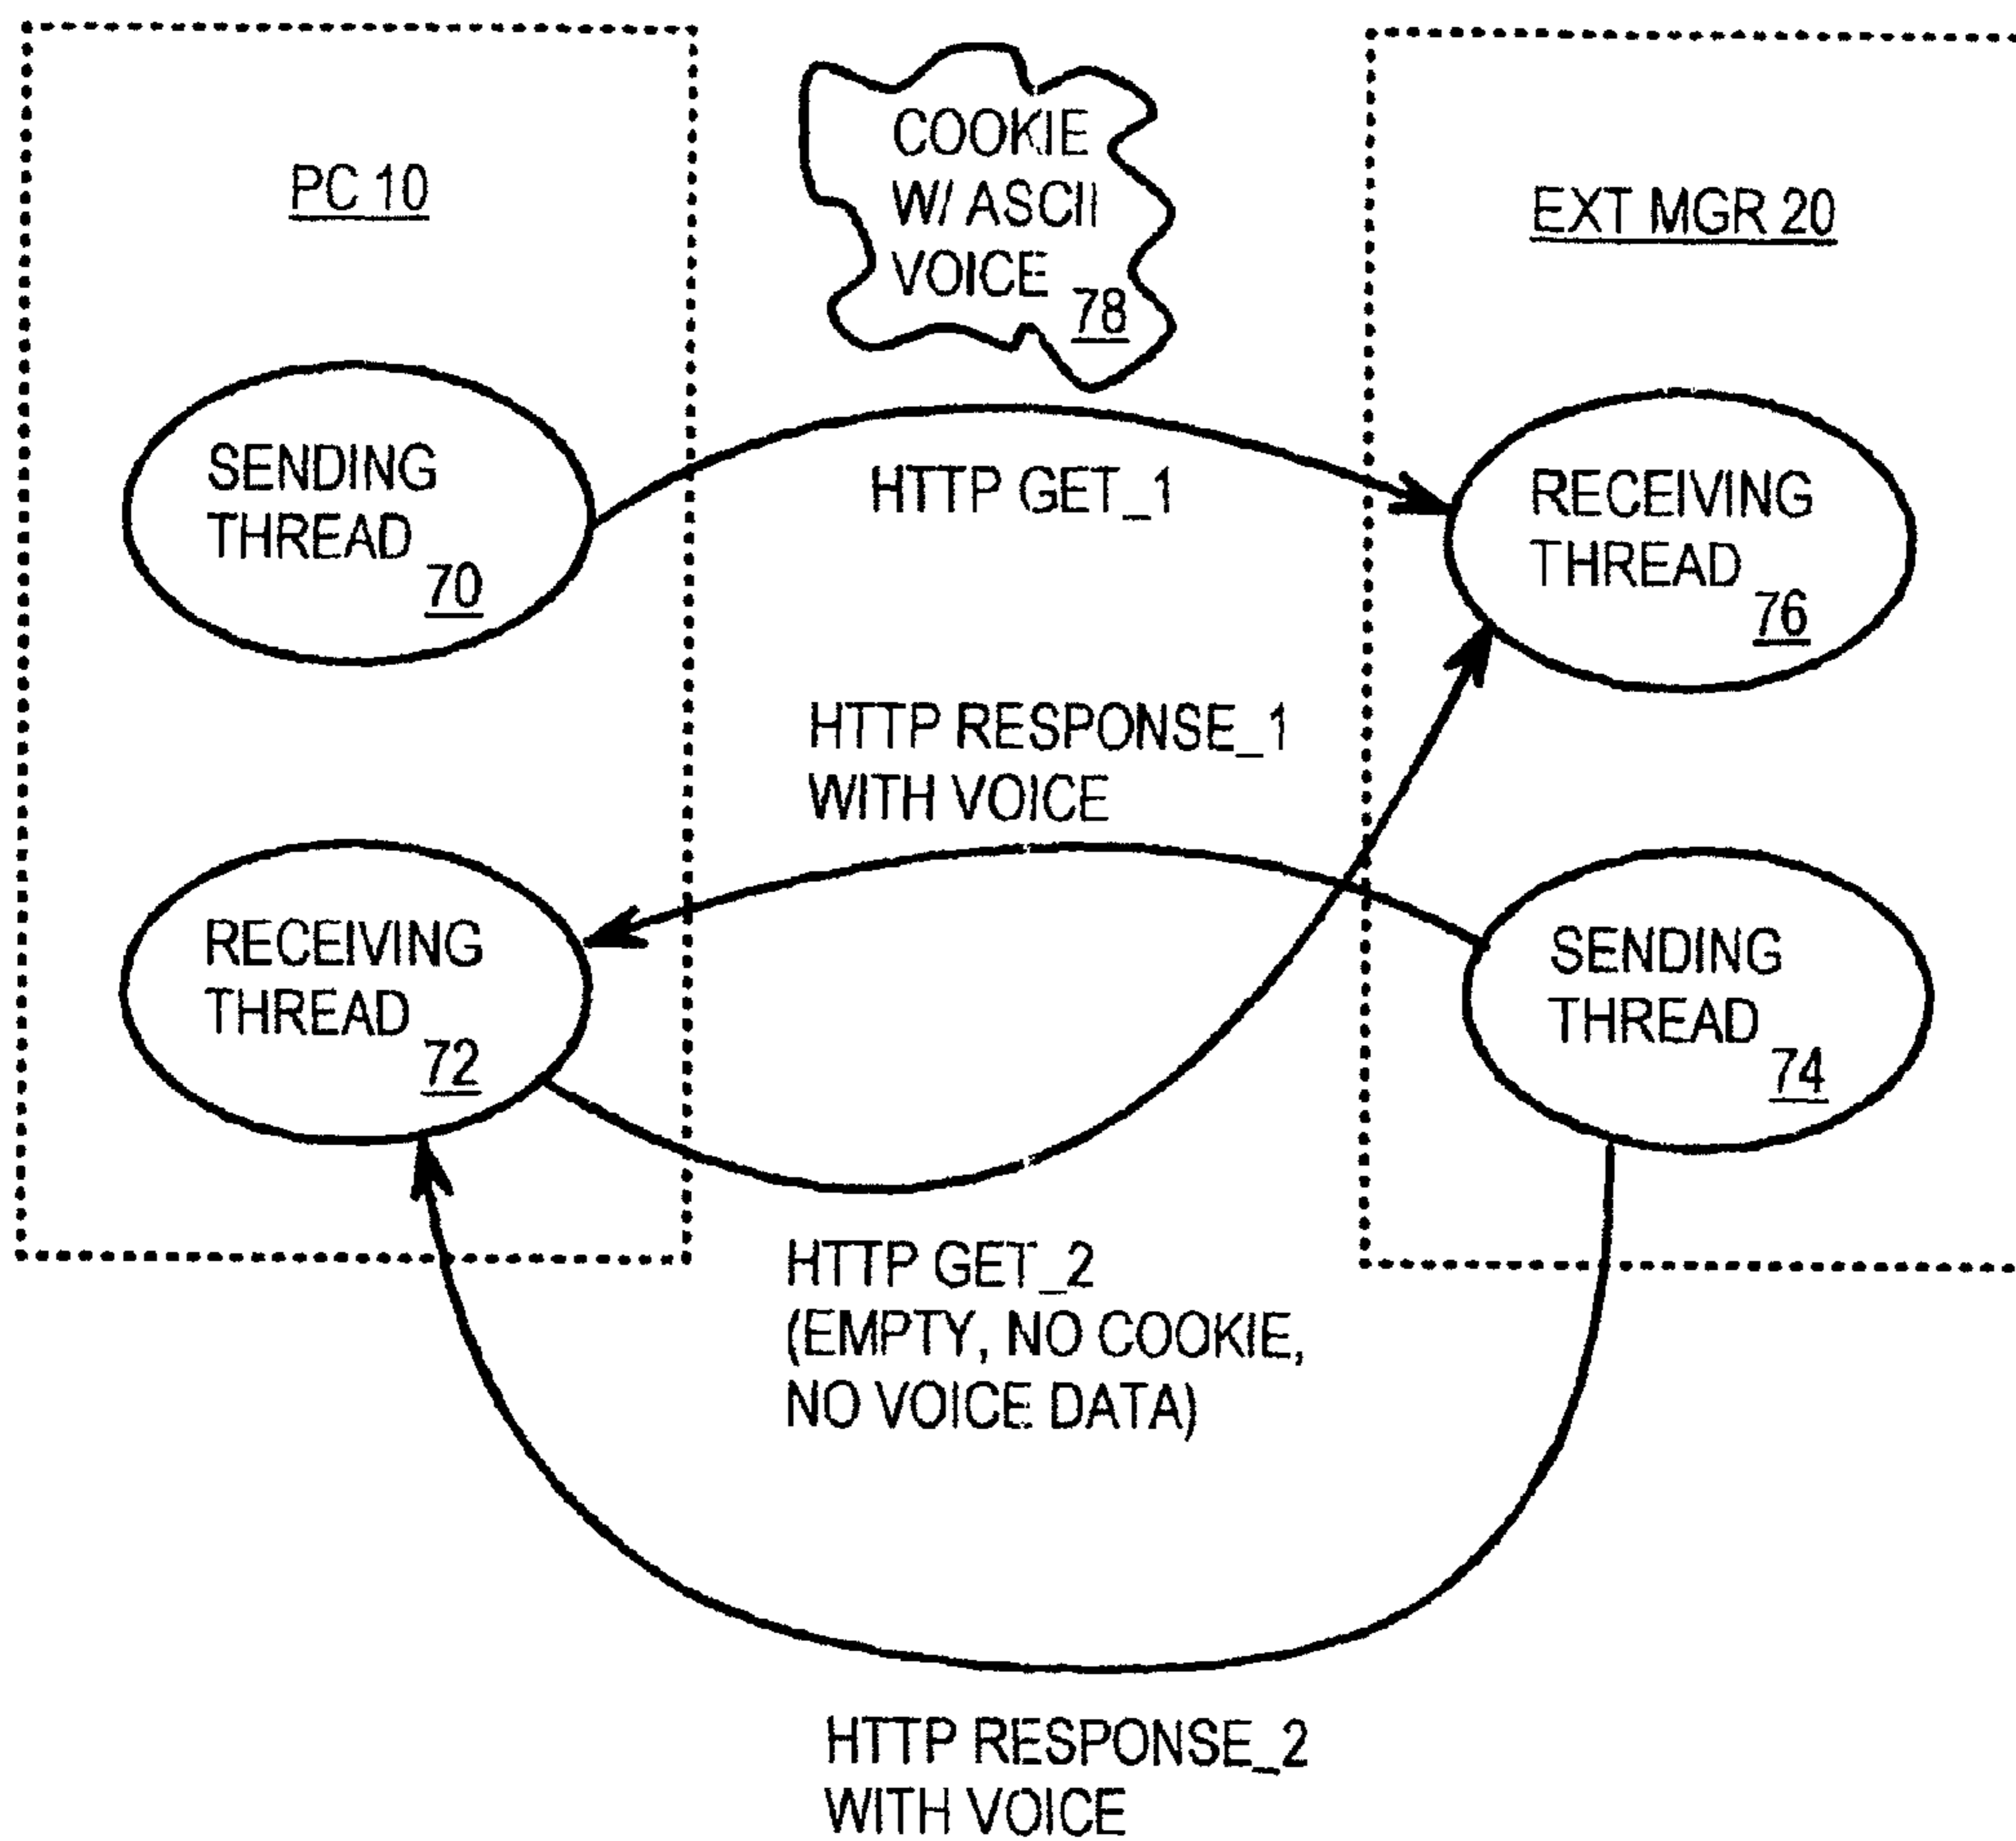 PC 10
COOKIE
W/ ASCII
VOICE 78
EXT MGR 20
SENDING
THREAD
70
HTTP GET_1
RECEIVING
THREAD
76
HTTP RESPONSE_1
WITH VOICE
RECEIVING
THREAD
72
SENDING
THREAD
74
HTTP GET_2
(EMPTY, NO COOKIE,
NO VOICE DATA)
HTTP RESPONSE_2
WITH VOICE